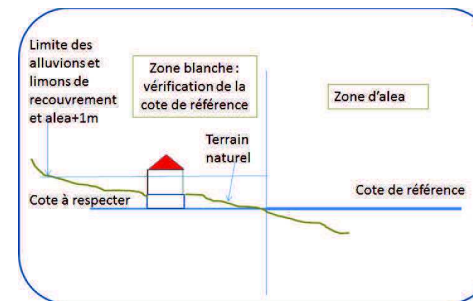 Limite des
alluvions et
limons de
recouvrement
et alea+1m
Zone blanche :
vérification de la
cote de référence
Zone d'alea
Terrain
naturel
Cote à respecter
Cote de référence